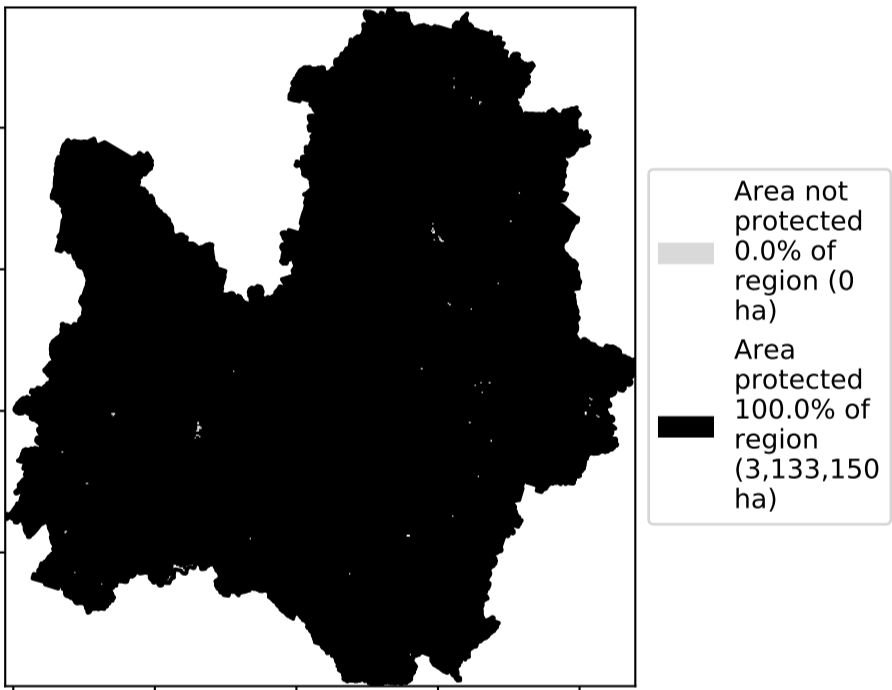 Area not
protected
0.0% of
region (0
ha)
Area
protected
100.0% of
region
(3,133,150
ha)